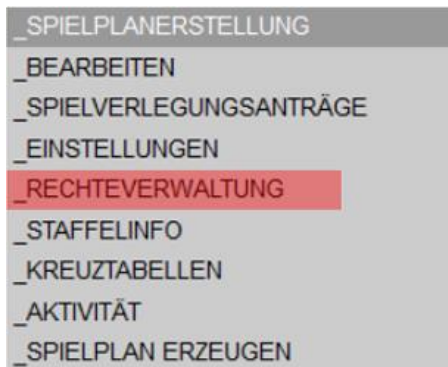 _SPIELPLANERSTELLUNG
_BEARBEITEN
_SPIELVERLEGUNGSANTRÄGE
_EINSTELLUNGEN
_RECHTEVERWALTUNG
_STAFFELINFO
_KREUZTABELLEN
_AKTIVITÄT
_SPIELPLAN ERZEUGEN